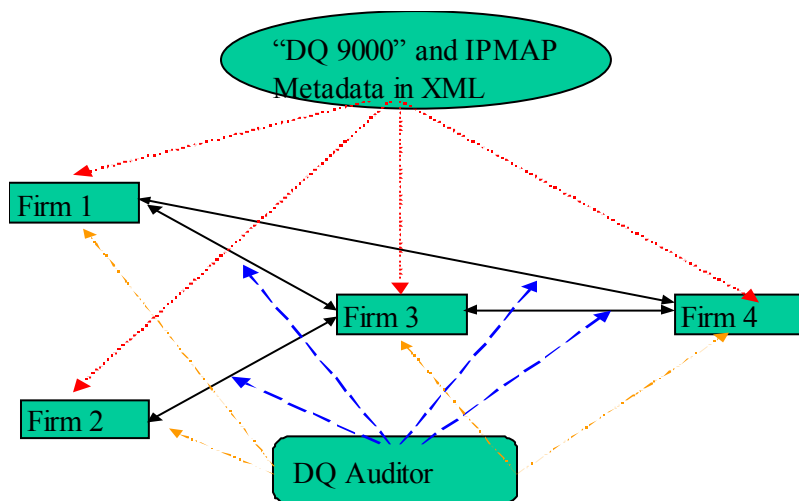 “DQ 9000” and IPMAP
Metadata in XML
Firm 1
Firm 3
Firm 4
Firm 2
DQ Auditor